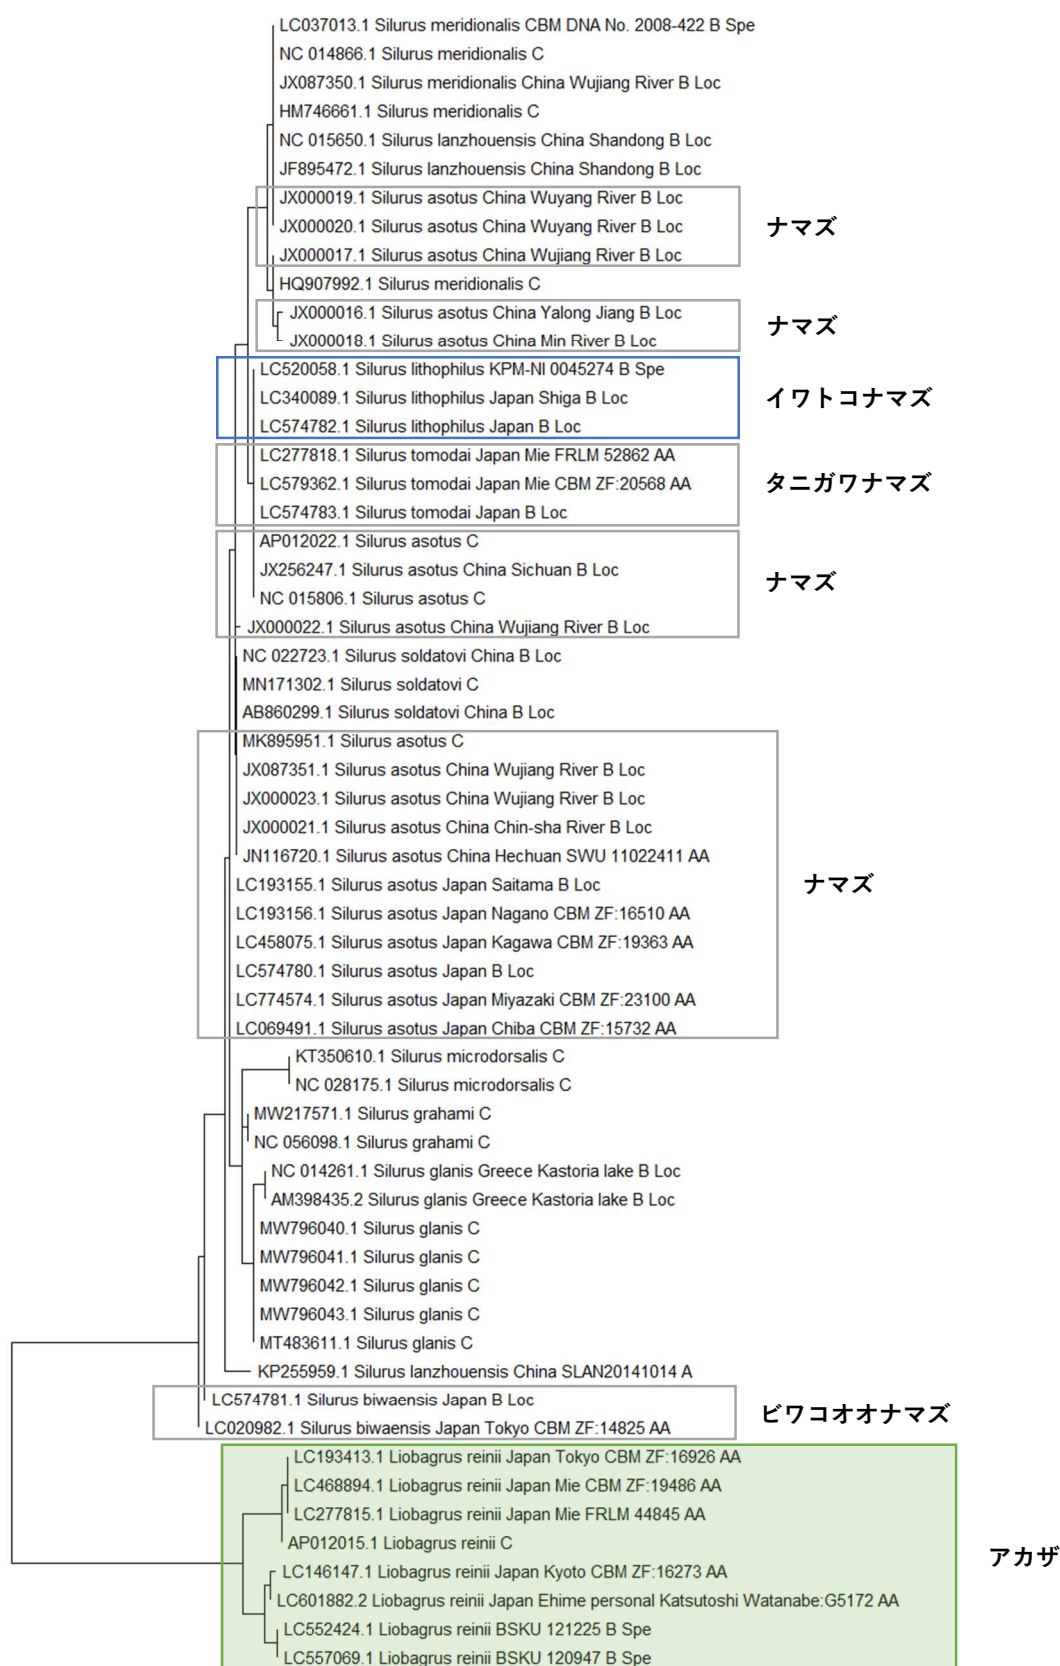 LC037013.1 Silurus meridionalis CBM DNA No. 2008-422 B Spe
NC 014866.1 Silurus meridionalis C
JX087350.1 Silurus meridionalis China Wujiang River B Loc
HM746661.1 Silurus meridionalis C
NC 015650.1 Silurus lanzhouensis China Shandong B Loc
JF895472.1 Silurus lanzhouensis China Shandong B Loc
JX000019.1 Silurus asotus China Wuyang River B Loc
JX000020.1 Silurus asotus China Wuyang River B Loc
ナマズ
JX000017.1 Silurus asotus China Wujiang River B Loc
HQ907992.1 Silurus meridionalis C
JX000016.1 Silurus asotus China Yalong Jiang B Loc
ナマズ
JX000018.1 Silurus asotus China Min River B Loc
LC520058.1 Silurus lithophilus KPM-NI 0045274 B Spe
LC340089.1 Silurus lithophilus Japan Shiga B Loc
イワトコナマズ
LC574782.1 Silurus lithophilus Japan B Loc
LC277818.1 Silurus tomodai Japan Mie FRLM 52862 AA
LC579362.1 Silurus tomodai Japan Mie CBM ZF:20568 AA
タニガワナマズ
LC574783.1 Silurus tomodai Japan B Loc
AP012022.1 Silurus asotus C
JX256247.1 Silurus asotus China Sichuan B Loc
ナマズ
NC 015806.1 Silurus asotus C
JX000022.1 Silurus asotus China Wujiang River B Loc
NC 022723.1 Silurus soldatovi China B Loc
MN171302.1 Silurus soldatovi C
AB860299.1 Silurus soldatovi China B Loc
MK895951.1 Silurus asotus C
JX087351.1 Silurus asotus China Wujiang River B Loc
JX000023.1 Silurus asotus China Wujiang River B Loc
JX000021.1 Silurus asotus China Chin-sha River B Loc
JN116720.1 Silurus asotus China Hechuan SWU 11022411 AA
LC193155.1 Silurus asotus Japan Saitama B Loc
ナマズ
LC193156.1 Silurus asotus Japan Nagano CBM ZF:16510 AA
LC458075.1 Silurus asotus Japan Kagawa CBM ZF:19363 AA
LC574780.1 Silurus asotus Japan B Loc
LC774574.1 Silurus asotus Japan Miyazaki CBM ZF:23100 AA
LC069491.1 Silurus asotus Japan Chiba CBM ZF:15732 AA
KT350610.1 Silurus microdorsalis C
NC 028175.1 Silurus microdorsalis C
MW217571.1 Silurus grahami C
NC 056098.1 Silurus grahami C
NC 014261.1 Silurus glanis Greece Kastoria lake B Loc
AM398435.2 Silurus glanis Greece Kastoria lake B Loc
MW796040.1 Silurus glanis C
MW796041.1 Silurus glanis C
MW796042.1 Silurus glanis C
MW796043.1 Silurus glanis C
MT483611.1 Silurus glanis C
KP255959.1 Silurus lanzhouensis China SLAN20141014 A
LC574781.1 Silurus biwaensis Japan B Loc
ビワコオオナマズ
LC020982.1 Silurus biwaensis Japan Tokyo CBM ZF:14825 AA
LC193413.1 Liobagrus reinii Japan Tokyo CBM ZF:16926 AA
LC468894.1 Liobagrus reinii Japan Mie CBM ZF:19486 AA
LC277815.1 Liobagrus reinii Japan Mie FRLM 44845 AA
AP012015.1 Liobagrus reinii C
アカザ
LC146147.1 Liobagrus reinii Japan Kyoto CBM ZF:16273 AA
LC601882.2 Liobagrus reinii Japan Ehime personal Katsutoshi Watanabe:G5172 AA
LC552424.1 Liobagrus reinii BSKU 121225 B Spe
LC557069.1 Liobagrus reinii BSKU 120947 B Spe